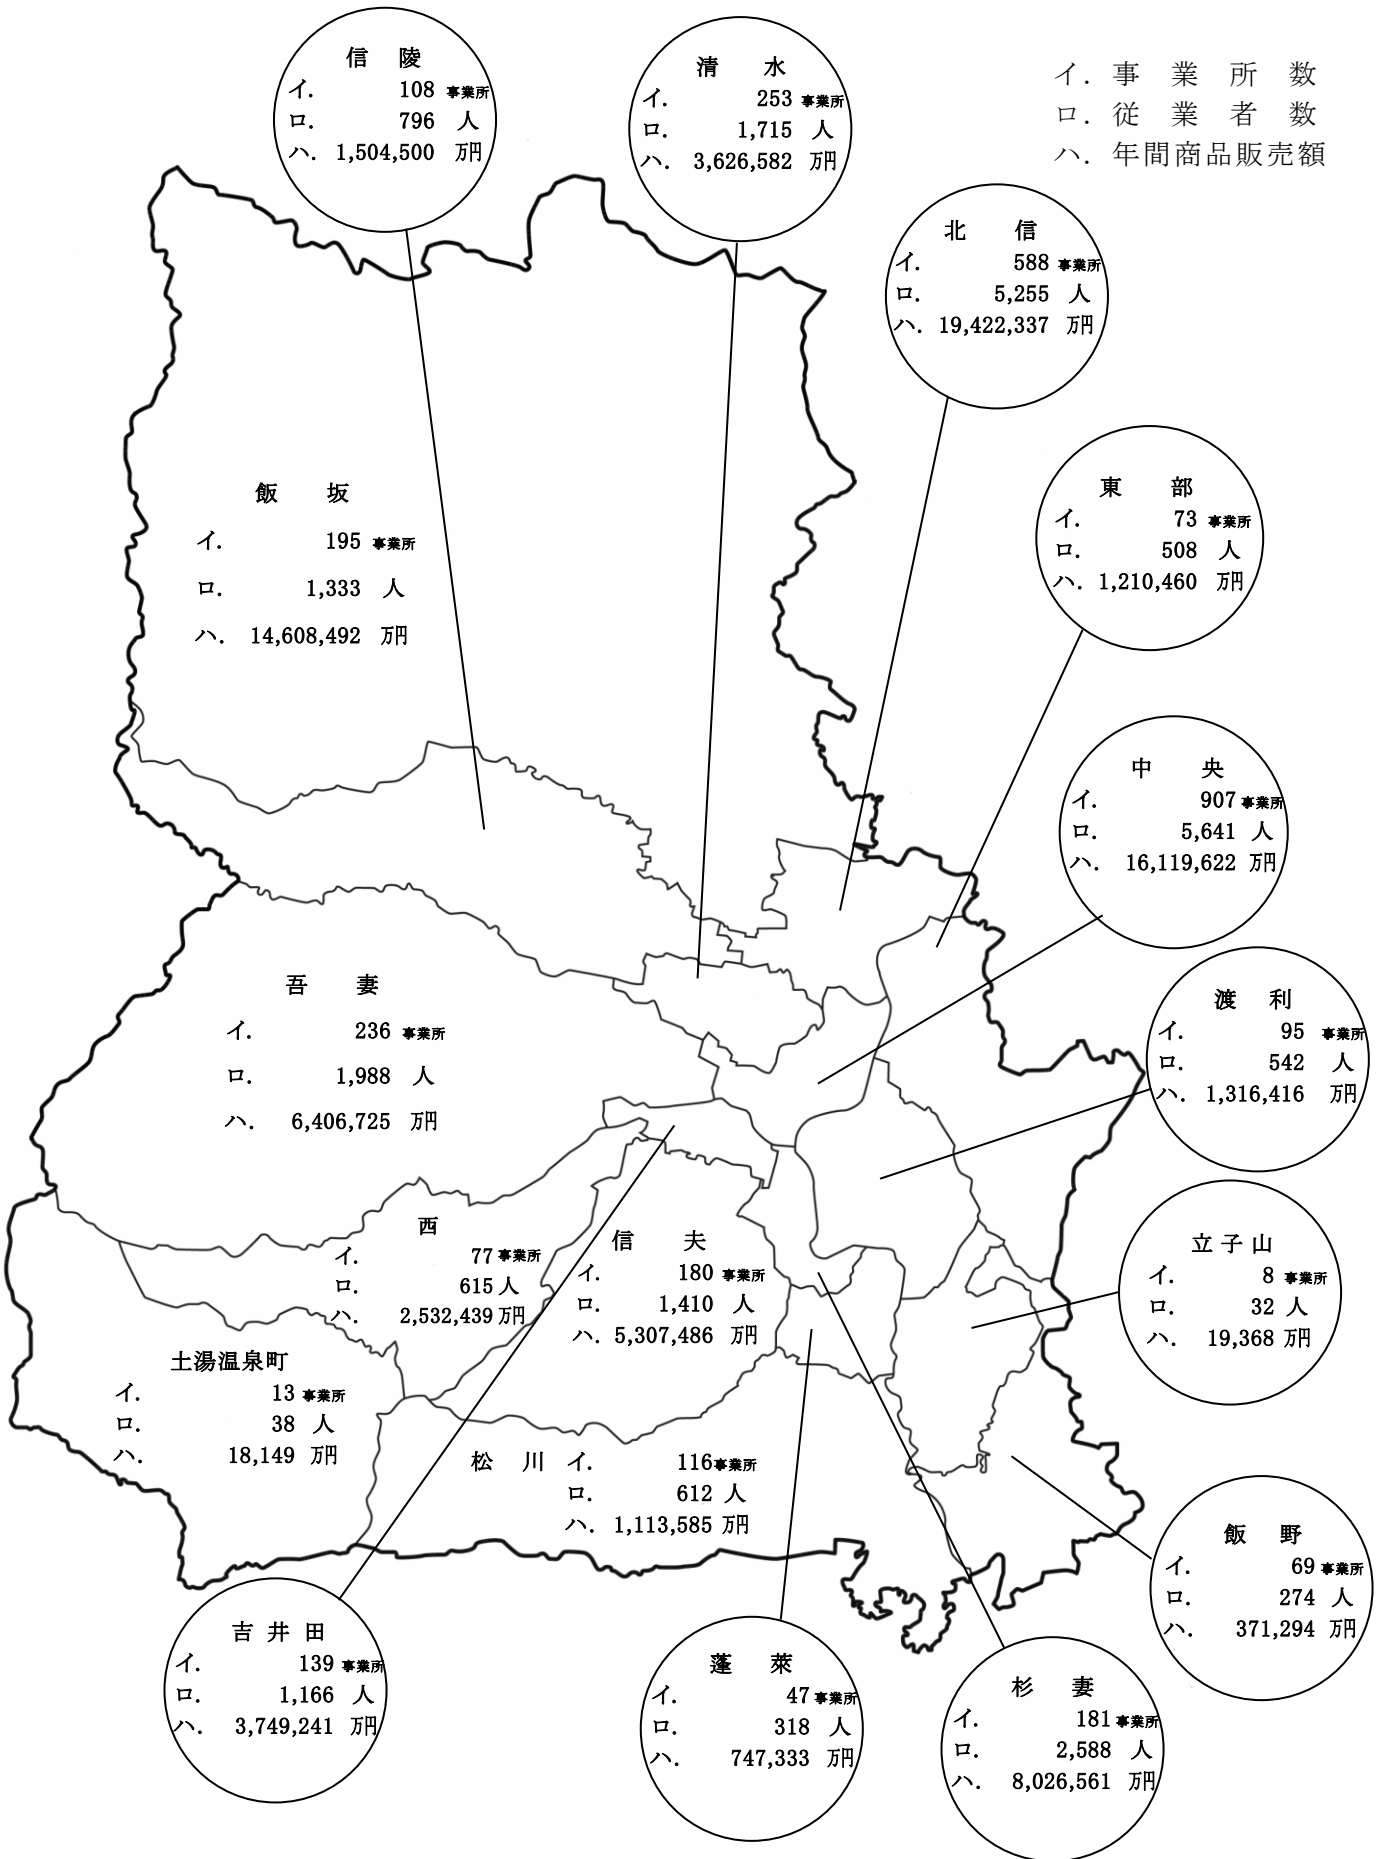 イ. 事業所数
ロ. 従業者数
ハ. 年間商品販売額
信陵
イ. 108 事業所
ロ. 796 人
ハ. 1,504,500 万円
清水
イ. 253 事業所
ロ. 1,715 人
ハ. 3,626,582 万円
北信
イ. 588 事業所
ロ. 5,255 人
ハ. 19,422,337 万円
飯坂
イ. 195 事業所
ロ. 1,333 人
ハ. 14,608,492 万円
東部
イ. 73 事業所
ロ. 508 人
ハ. 1,210,460 万円
中央
イ. 907 事業所
ロ. 5,641 人
ハ. 16,119,622 万円
吾妻
イ. 236 事業所
ロ. 1,988 人
ハ. 6,406,725 万円
渡利
イ. 95 事業所
ロ. 542 人
ハ. 1,316,416 万円
西
イ. 77 事業所
ロ. 615 人
ハ. 2,532,439 万円
信夫
イ. 180 事業所
ロ. 1,410 人
ハ. 5,307,486 万円
立子山
イ. 8 事業所
ロ. 32 人
ハ. 19,368 万円
土湯温泉町
イ. 13 事業所
ロ. 38 人
ハ. 18,149 万円
松川 イ. 116 事業所
ロ. 612 人
ハ. 1,113,585 万円
飯野
イ. 69 事業所
ロ. 274 人
ハ. 371,294 万円
吉井田
イ. 139 事業所
ロ. 1,166 人
ハ. 3,749,241 万円
蓬萊
イ. 47 事業所
ロ. 318 人
ハ. 747,333 万円
杉妻
イ. 181 事業所
ロ. 2,588 人
ハ. 8,026,561 万円